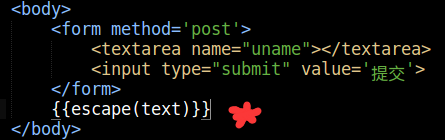 <body>
<form method='post'>
<textarea name="uname"></textarea>
<input type="submit" value='提交'>
</form>
{{escape(text)}}
</body>